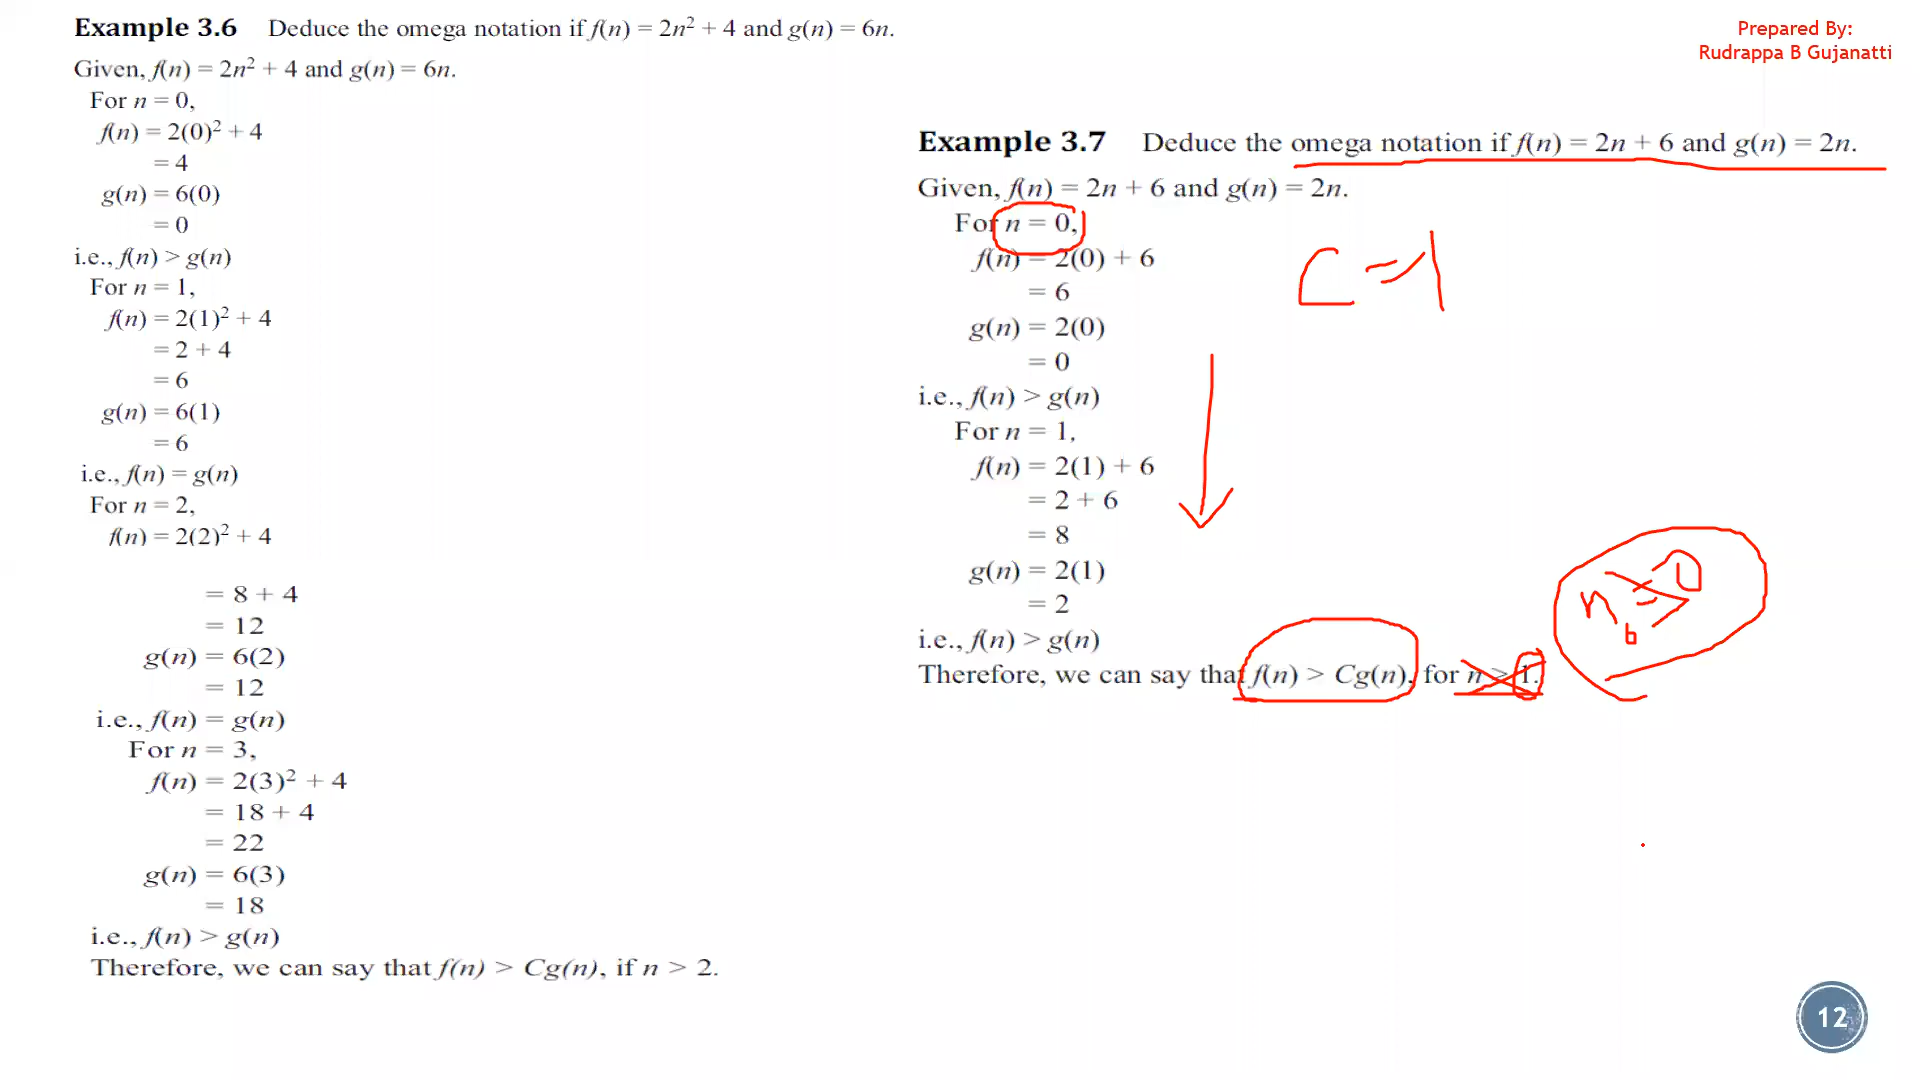 Example 3.6 Deduce the omega notation if f(n) = 2n² + 4 and g(n) = 6n.
Given, f(n) = 2n² + 4 and g(n) = 6n.
For n = 0,
f(n) = 2(0)² + 4
= 4
g(n) = 6(0)
= 0
i.e., f(n) > g(n)
For n = 1,
f(n) = 2(1)² + 4
= 2 + 4
= 6
g(n) = 6(1)
= 6
i.e., f(n) = g(n)
For n = 2,
f(n) = 2(2)² + 4
= 8 + 4
= 12
g(n) = 6(2)
= 12
i.e., f(n) = g(n)
For n = 3,
f(n) = 2(3)² + 4
= 18 + 4
= 22
g(n) = 6(3)
= 18
i.e., f(n) > g(n)
Therefore, we can say that f(n) > Cg(n), if n > 2.
Prepared By:
Rudrappa B Gujanatti
Example 3.7 Deduce the omega notation if f(n) = 2n + 6 and g(n) = 2n.
Given, f(n) = 2n + 6 and g(n) = 2n.
For n = 0,
f(n) = 2(0) + 6
= 6
g(n) = 2(0)
= 0
i.e., f(n) > g(n)
For n = 1,
f(n) = 2(1) + 6
= 2 + 6
= 8
g(n) = 2(1)
= 2
i.e., f(n) > g(n)
Therefore, we can say that f(n) > Cg(n), for n > 1.
C = 1
12